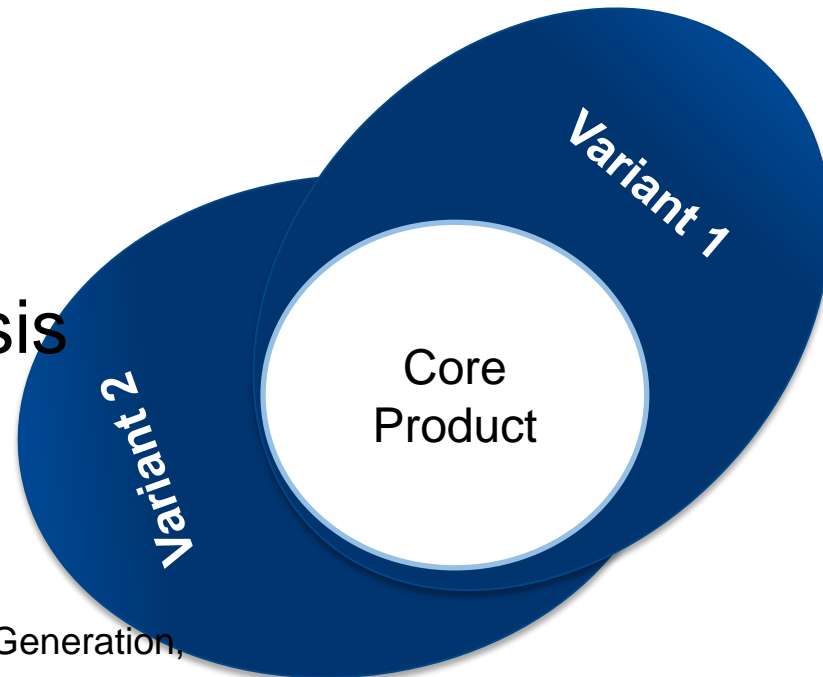 Variant 1
sis
Core
Product
Variant 2
Generation,